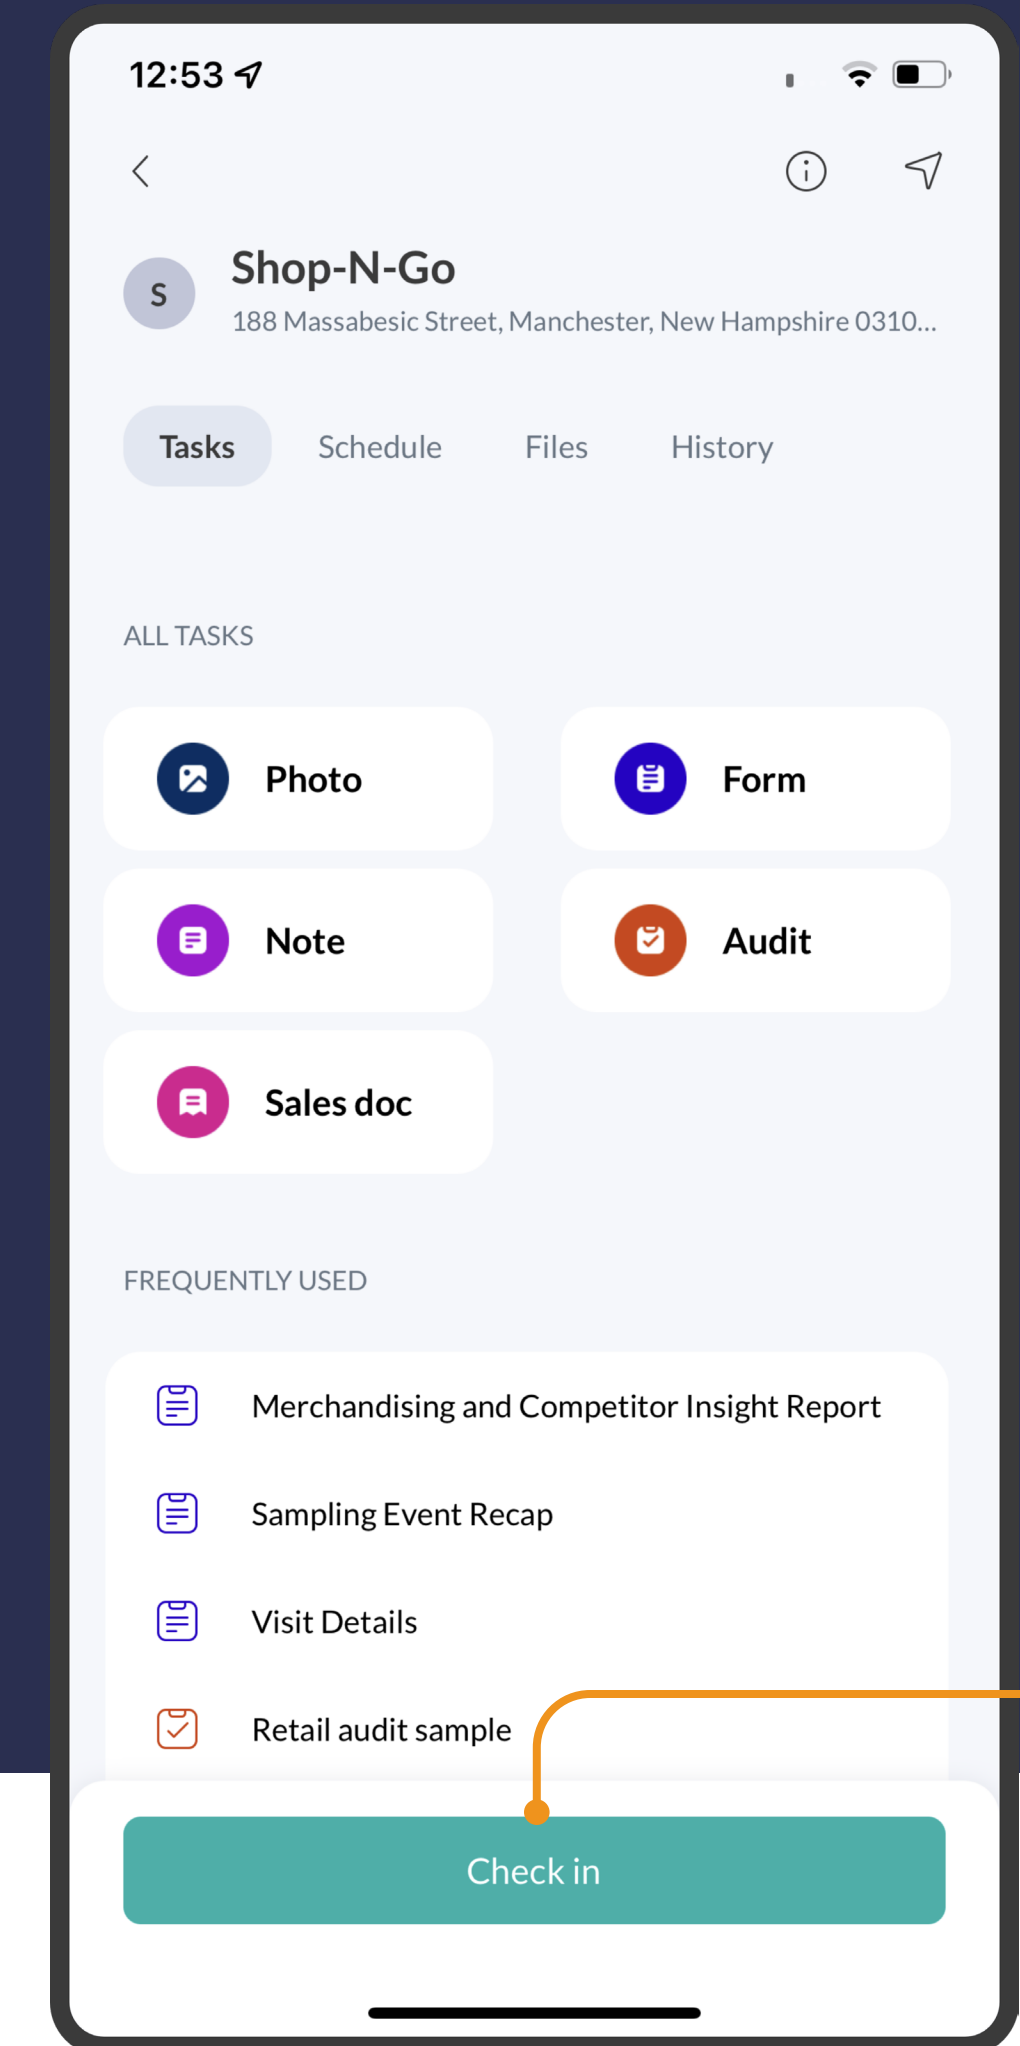 12:53
S
Shop-N-Go
188 Massabesic Street, Manchester, New Hampshire 0310...
Tasks Schedule Files History
ALL TASKS
Photo Form
Note Audit
Sales doc
FREQUENTLY USED
Merchandising and Competitor Insight Report
Sampling Event Recap
Visit Details
Retail audit sample
Check in